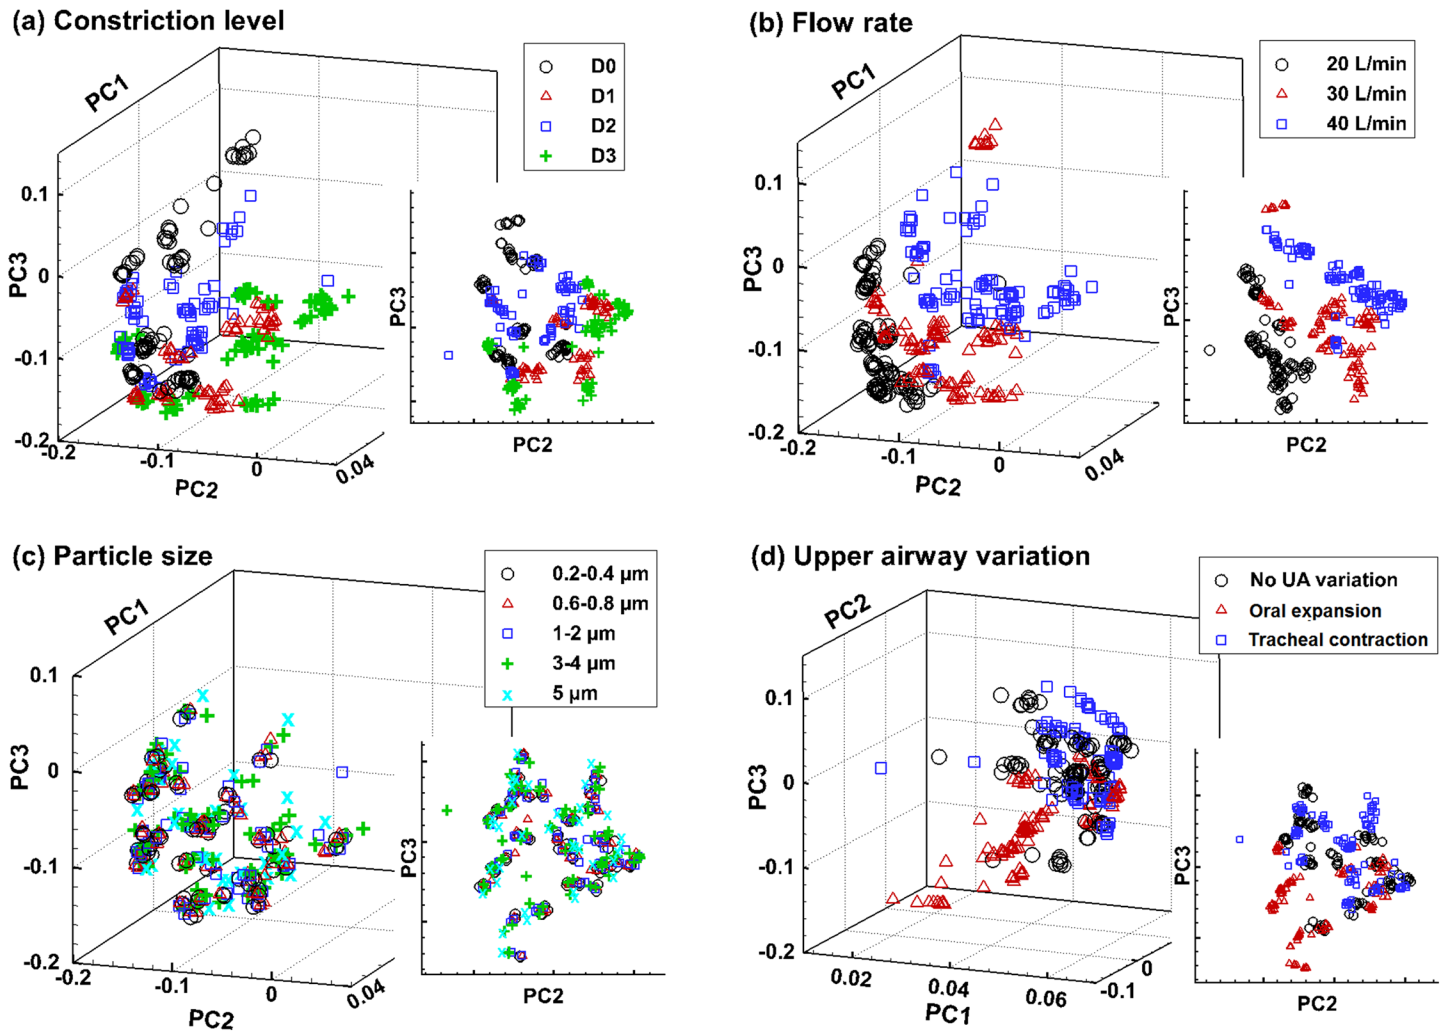 (a) Constriction level
PC1
D0
D1
D2
D3
0.1
0
-0.1
-0.2
PC3
-0.2
-0.1
0
0.04
PC2
PC3
PC2
(b) Flow rate
PC1
20 L/min
30 L/min
40 L/min
0.1
0
-0.1
-0.2
PC3
-0.2
-0.1
0
0.04
PC2
PC3
PC2
(c) Particle size
PC1
0.2-0.4 µm
0.6-0.8 µm
1-2 µm
3-4 µm
5 µm
0.1
0
-0.1
-0.2
PC3
-0.2
-0.1
0
0.04
PC2
PC3
PC2
(d) Upper airway variation
PC2
No UA variation
Oral expansion
Tracheal contraction
0.1
0
-0.1
-0.2
PC3
0.02
0.04
0.06
-0.1
0
PC1
PC3
PC2